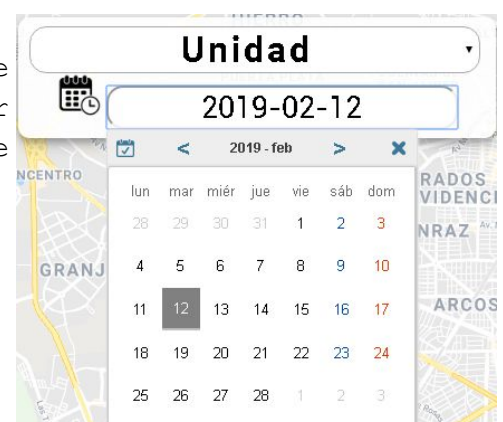 Unidad
2019-02-12
< 2019 - feb >
lun mar miér jue vie sáb dom
28 29 30 31 1 2 3
4 5 6 7 8 9 10
11 12 13 14 15 16 17
18 19 20 21 22 23 24
25 26 27 28 1 2 3
NCENTRO
GRANJ
RADOS
VIDENCI
NRAZ
ARCOS